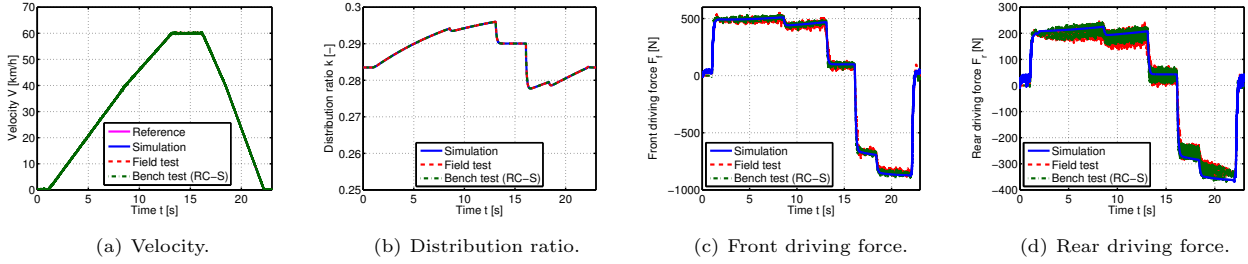 Velocity V [km/h]
70
60
50
40
30
20
10
0
0 5 10 15 20
Time t [s]
Reference
Simulation
Field test
Bench test (RC−S)
(a) Velocity.
Distribution ratio k [−]
0.3
0.29
0.28
0.27
0.26
0.25
0 5 10 15 20
Time t [s]
Simulation
Field test
Bench test (RC−S)
(b) Distribution ratio.
Front driving force Ff [N]
500
0
−500
−1000
0 5 10 15 20
Time t [s]
Simulation
Field test
Bench test (RC−S)
(c) Front driving force.
Rear driving force Fr [N]
300
200
100
0
−100
−200
−300
−400
0 5 10 15 20
Time t [s]
Simulation
Field test
Bench test (RC−S)
(d) Rear driving force.